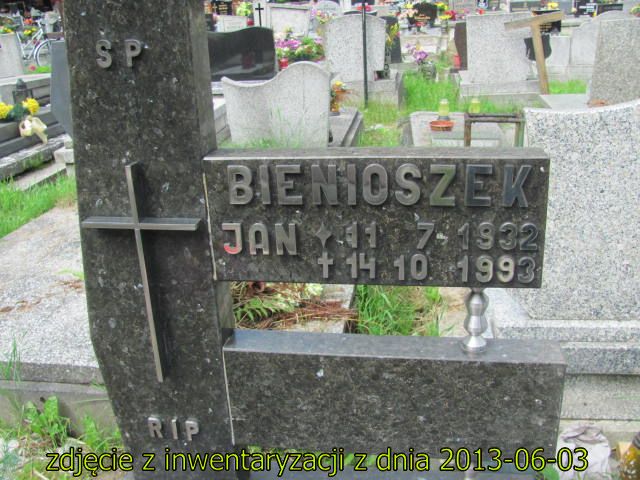 SP
BIENIOSZEK
JAN ✦ 11 7 1932
✝ 14 10 1993
RIP
zdjęcie z inwentaryzacji z dnia 2013-06-03